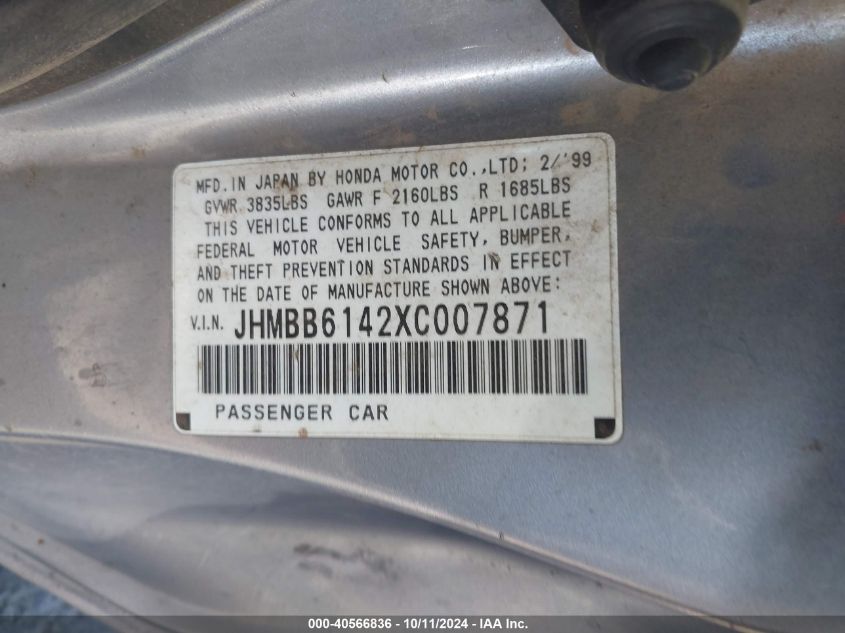 MFD. IN JAPAN BY HONDA MOTOR CO.,LTD; 2/'99
GVWR 3835LBS GAWR F 2160LBS R 1685LBS
THIS VEHICLE CONFORMS TO ALL APPLICABLE
FEDERAL MOTOR VEHICLE SAFETY, BUMPER,
AND THEFT PREVENTION STANDARDS IN EFFECT
ON THE DATE OF MANUFACTURE SHOWN ABOVE:
V.I.N. JHMBB6142XC007871
PASSENGER CAR
000-40566836 - 10/11/2024 - IAA Inc.